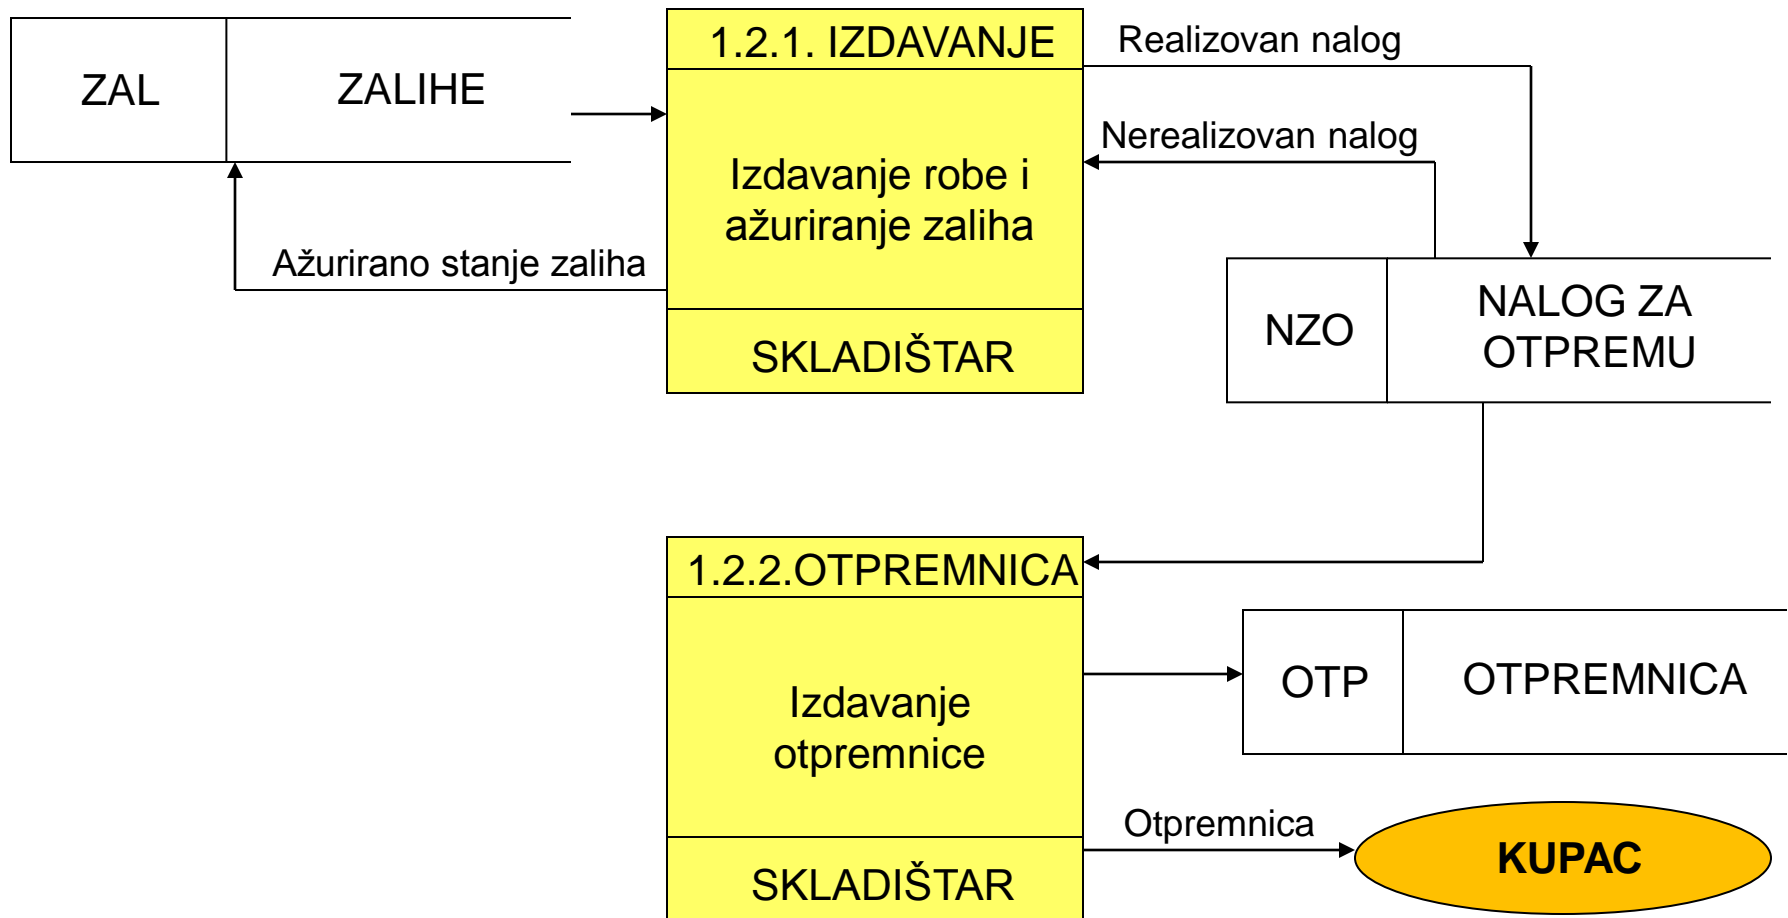 ZAL
ZALIHE
1.2.1. IZDAVANJE
Izdavanje robe i
ažuriranje zaliha
SKLADIŠTAR
Realizovan nalog
Nerealizovan nalog
Ažurirano stanje zaliha
NZO
NALOG ZA
OTPREMU
1.2.2.OTPREMNICA
Izdavanje
otpremnice
SKLADIŠTAR
OTP
OTPREMNICA
Otpremnica
KUPAC